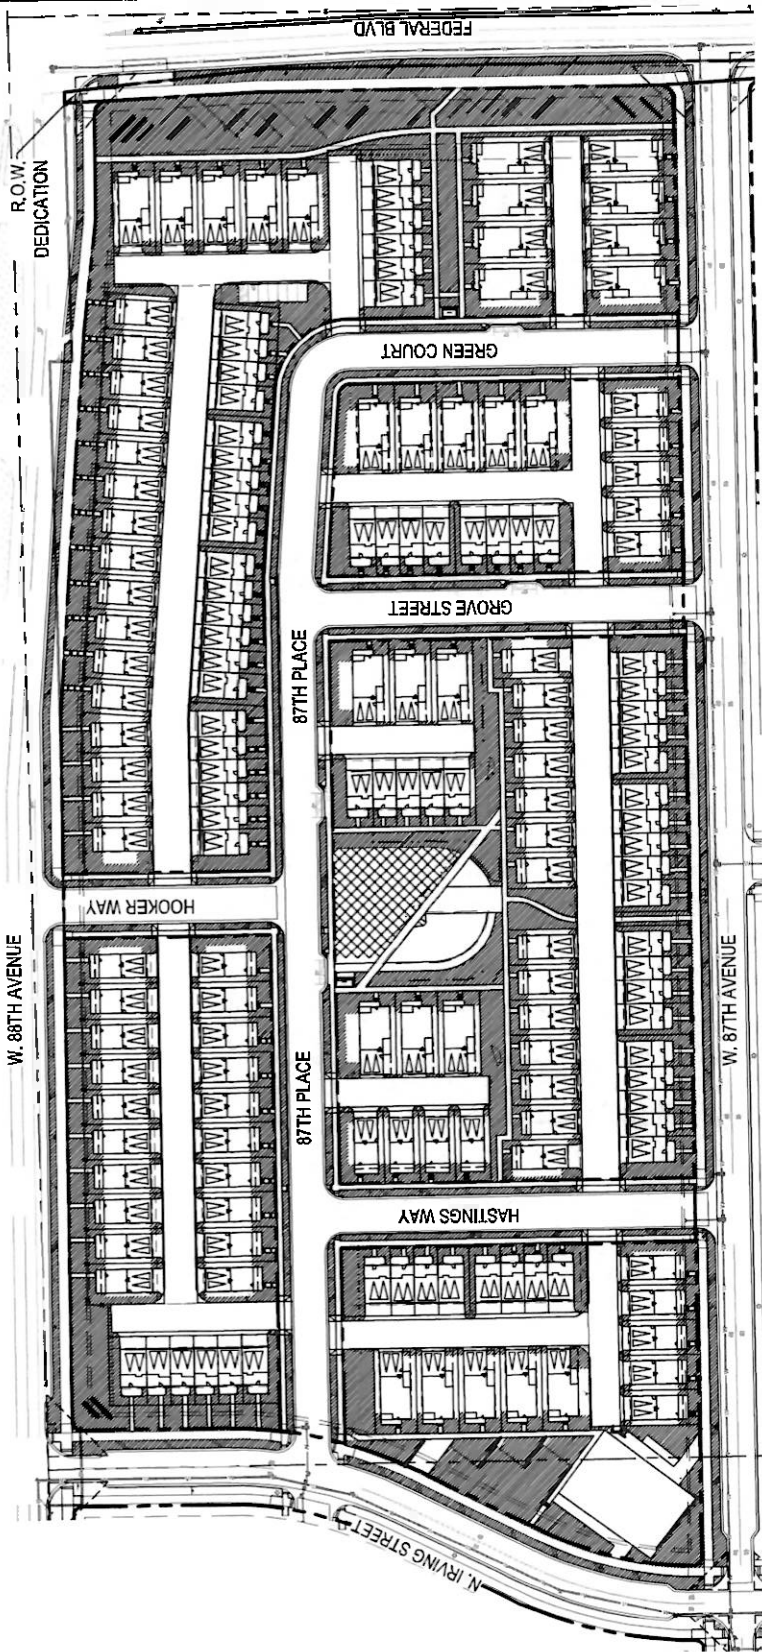 FEDERAL BLVD
R.O.W.
DEDICATION
GREEN COURT
GROVE STREET
87TH PLACE
HOOKER WAY
W. 88TH AVENUE
W. 87TH AVENUE
87TH PLACE
HASTINGS WAY
N. IRVING STREET